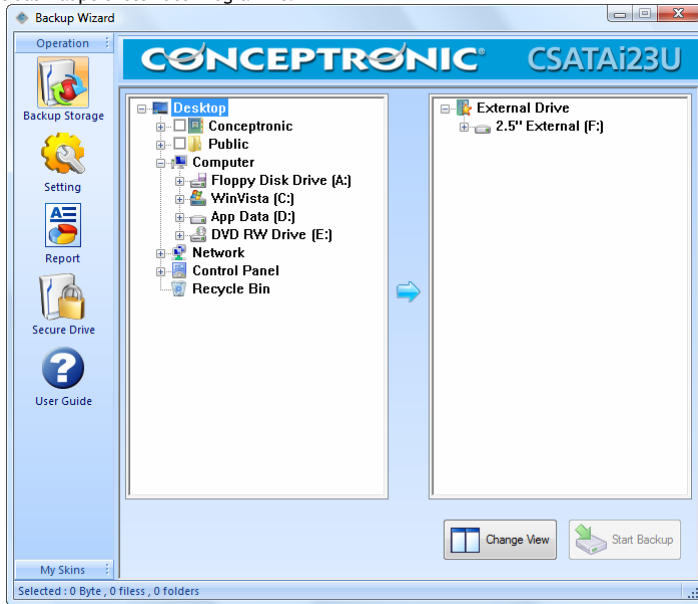 Backup Wizard
Operation
CONCEPTRONIC® CSATAi23U
Backup Storage
Setting
Report
Secure Drive
User Guide
My Skins
Desktop
Conceptronic
Public
Computer
Floppy Disk Drive (A:)
WinVista (C:)
App Data (D:)
DVD RW Drive (E:)
Network
Control Panel
Recycle Bin
External Drive
2.5" External (F:)
Change View
Start Backup
Selected : 0 Byte , 0 filess , 0 folders